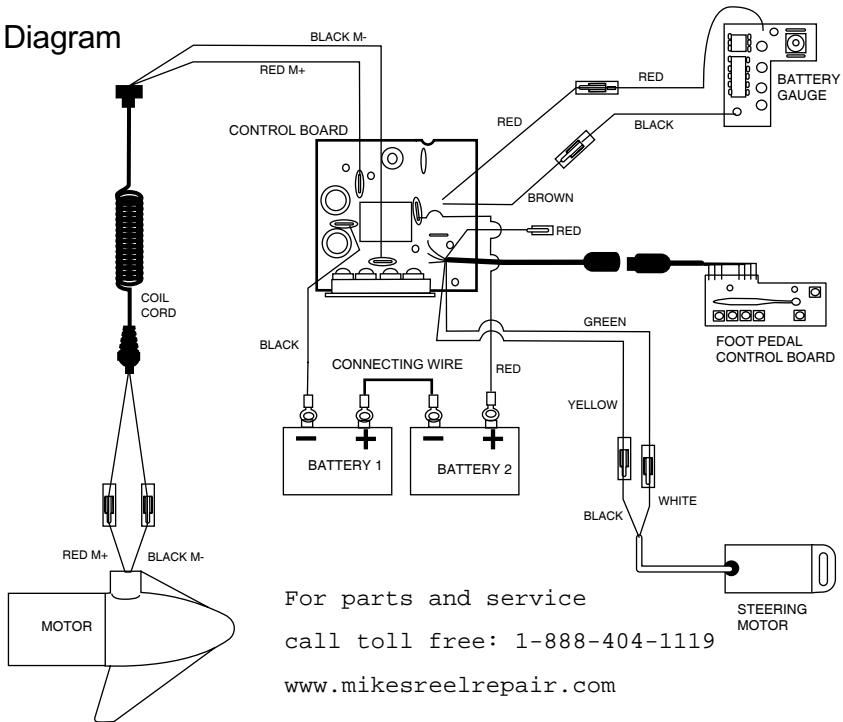 Diagram
BLACK M-
RED M+
CONTROL BOARD
RED
BATTERY
GAUGE
RED
BLACK
BROWN
RED
COIL
CORD
GREEN
FOOT PEDAL
CONTROL BOARD
BLACK
CONNECTING WIRE
RED
YELLOW
BATTERY 1
BATTERY 2
WHITE
BLACK
RED M+
BLACK M-
MOTOR
STEERING
MOTOR
For parts and service
call toll free: 1-888-404-1119
www.mikesreelrepair.com